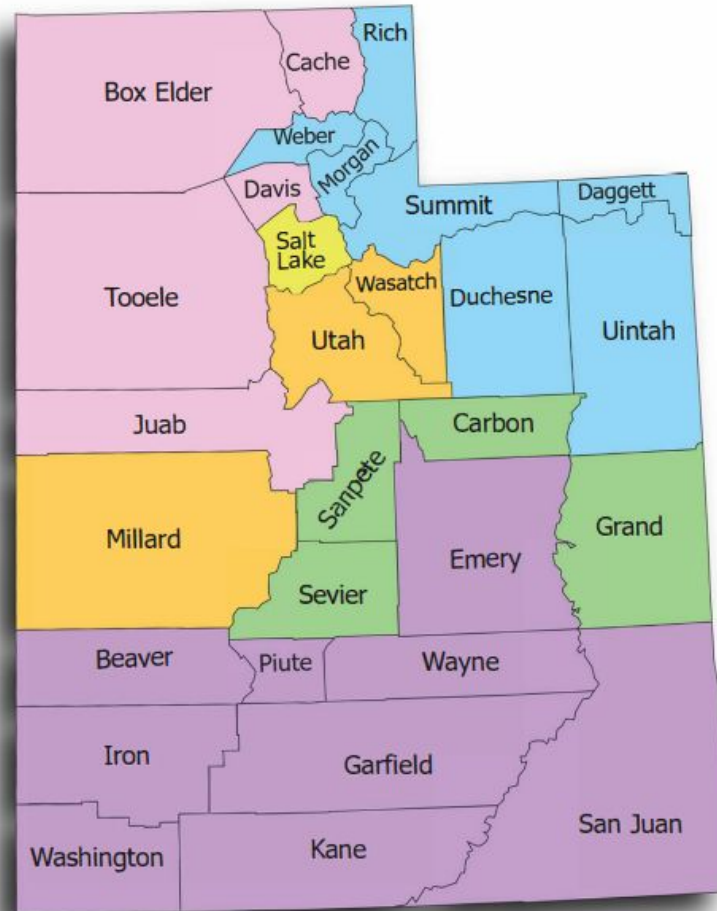 Rich
Cache
Box Elder
Weber
Morgan
Davis
Daggett
Summit
Salt
Lake
Wasatch
Tooele
Duchesne
Uintah
Utah
Juab
Carbon
Sanpete
Grand
Millard
Emery
Sevier
Beaver
Piute
Wayne
Iron
Garfield
San Juan
Washington
Kane